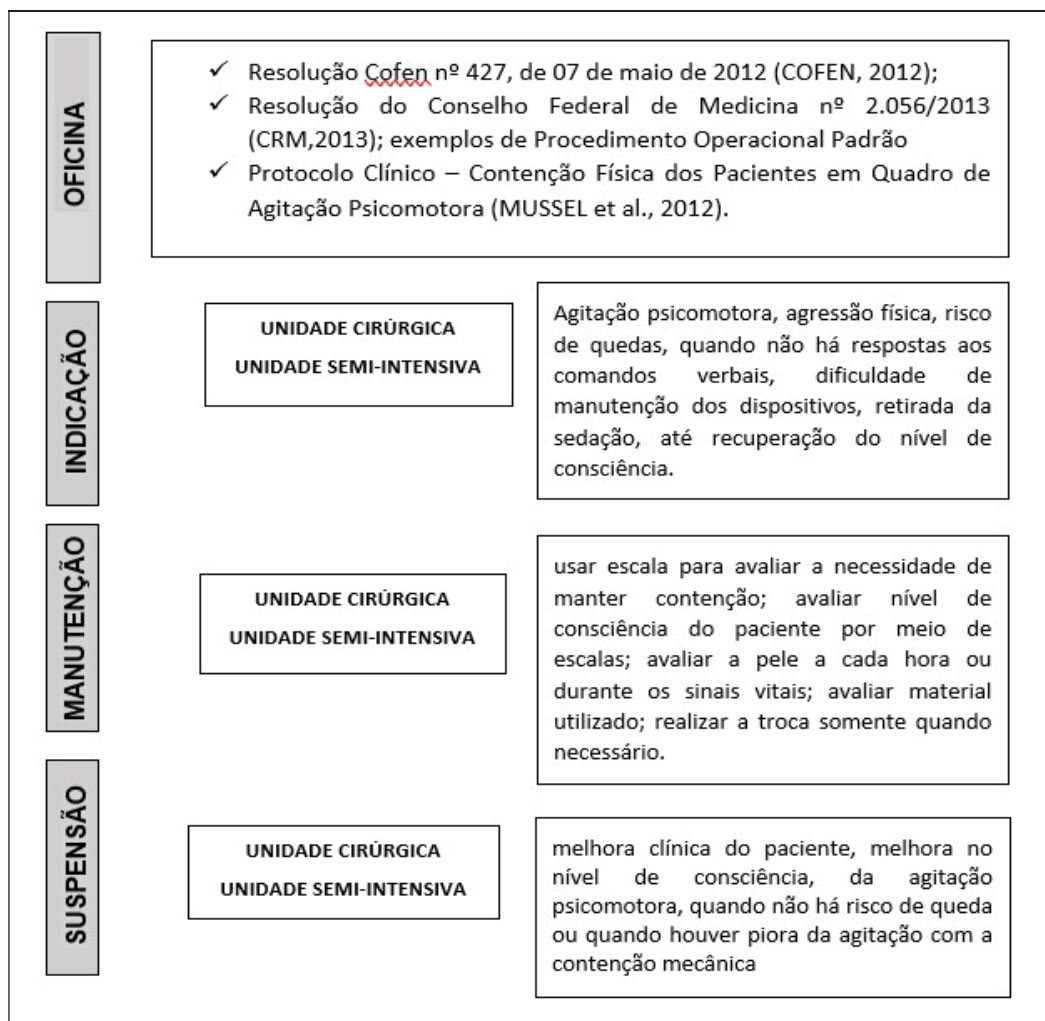 OFICINA
✓ Resolução Cofen nº 427, de 07 de maio de 2012 (COFEN, 2012);
✓ Resolução do Conselho Federal de Medicina nº 2.056/2013
(CRM,2013); exemplos de Procedimento Operacional Padrão
✓ Protocolo Clínico – Contenção Física dos Pacientes em Quadro de
Agitação Psicomotora (MUSSEL et al., 2012).
INDICAÇÃO
UNIDADE CIRÚRGICA
UNIDADE SEMI-INTENSIVA
Agitação psicomotora, agressão física, risco
de quedas, quando não há respostas aos
comandos verbais, dificuldade de
manutenção dos dispositivos, retirada da
sedação, até recuperação do nível de
consciência.
MANUTENÇÃO
UNIDADE CIRÚRGICA
UNIDADE SEMI-INTENSIVA
usar escala para avaliar a necessidade de
manter contenção; avaliar nível de
consciência do paciente por meio de
escalas; avaliar a pele a cada hora ou
durante os sinais vitais; avaliar material
utilizado; realizar a troca somente quando
necessário.
SUSPENSÃO
UNIDADE CIRÚRGICA
UNIDADE SEMI-INTENSIVA
melhora clínica do paciente, melhora no
nível de consciência, da agitação
psicomotora, quando não há risco de queda
ou quando houver piora da agitação com a
contenção mecânica